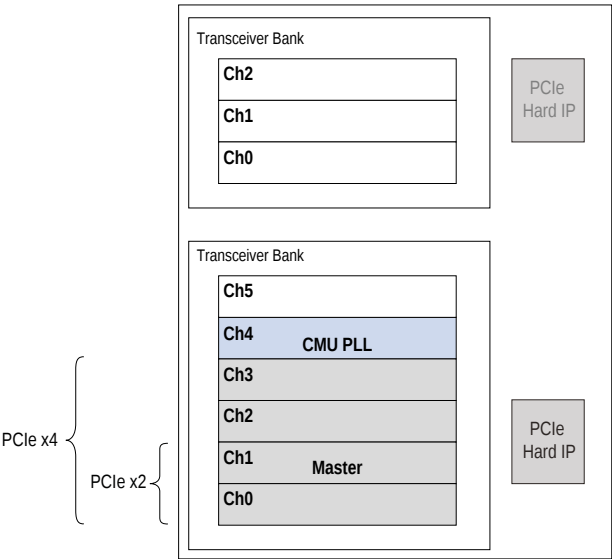 Transceiver Bank
Ch2
Ch1
Ch0
PCIe
Hard IP
Transceiver Bank
Ch5
Ch4 CMU PLL
Ch3
Ch2
Ch1 Master
Ch0
PCIe
Hard IP
PCIe x4
PCIe x2